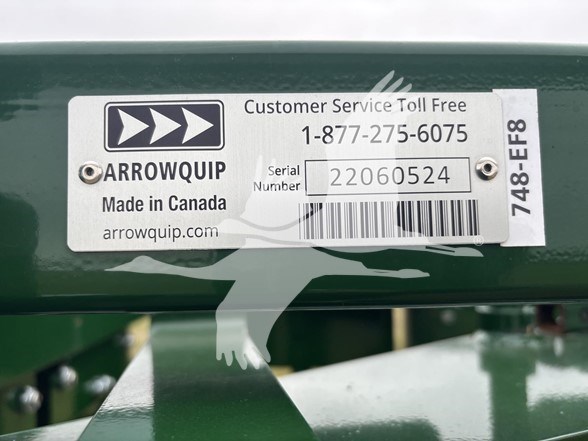 Customer Service Toll Free
1-877-275-6075
ARROWQUIP
Made in Canada
arrowquip.com
Serial
Number
22060524
748-EF8